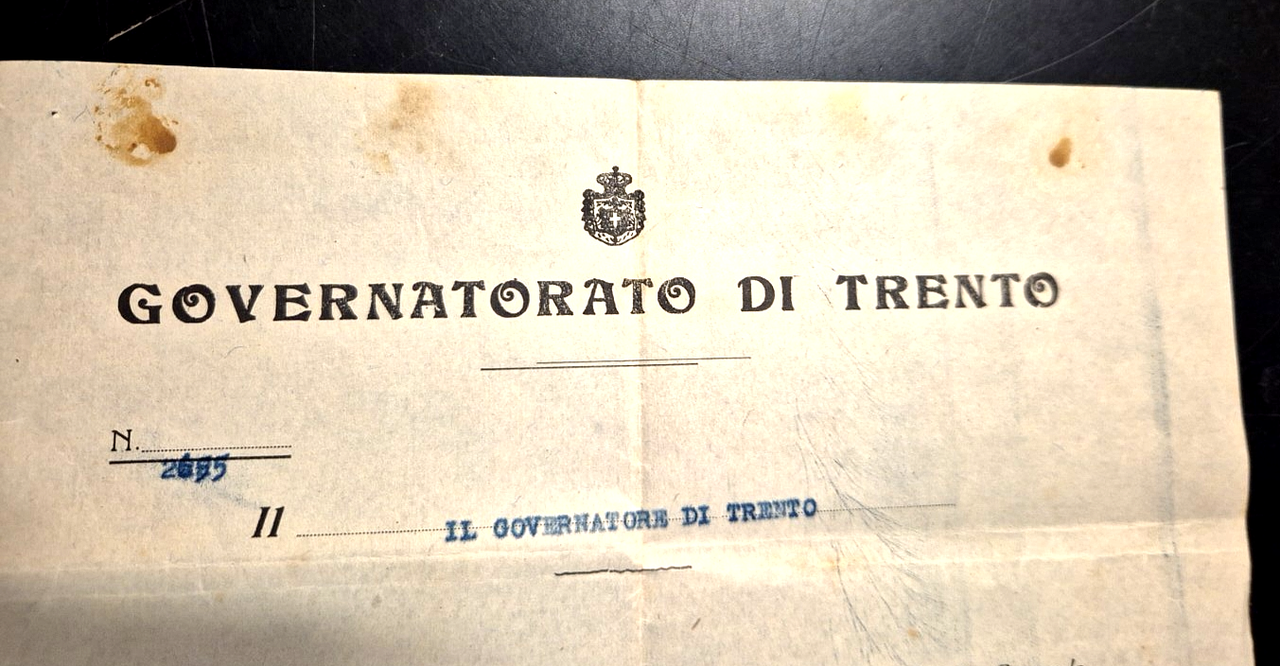 GOVERNATORATO DI TRENTO
N.
Il IL GOVERNATORE DI TRENTO